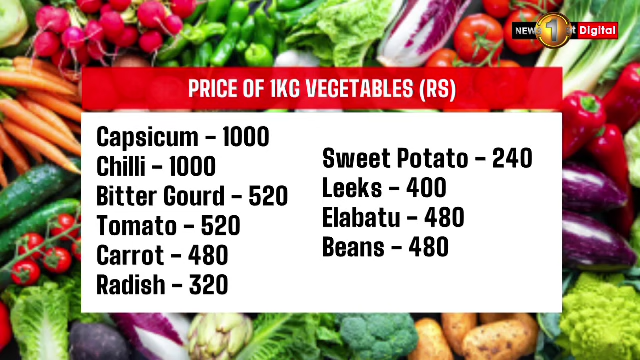 NEWS 1st Digital
PRICE OF 1KG VEGETABLES (RS)
Capsicum – 1000
Chilli – 1000
Bitter Gourd – 520
Tomato – 520
Carrot – 480
Radish – 320
Sweet Potato – 240
Leeks – 400
Elabatu – 480
Beans – 480